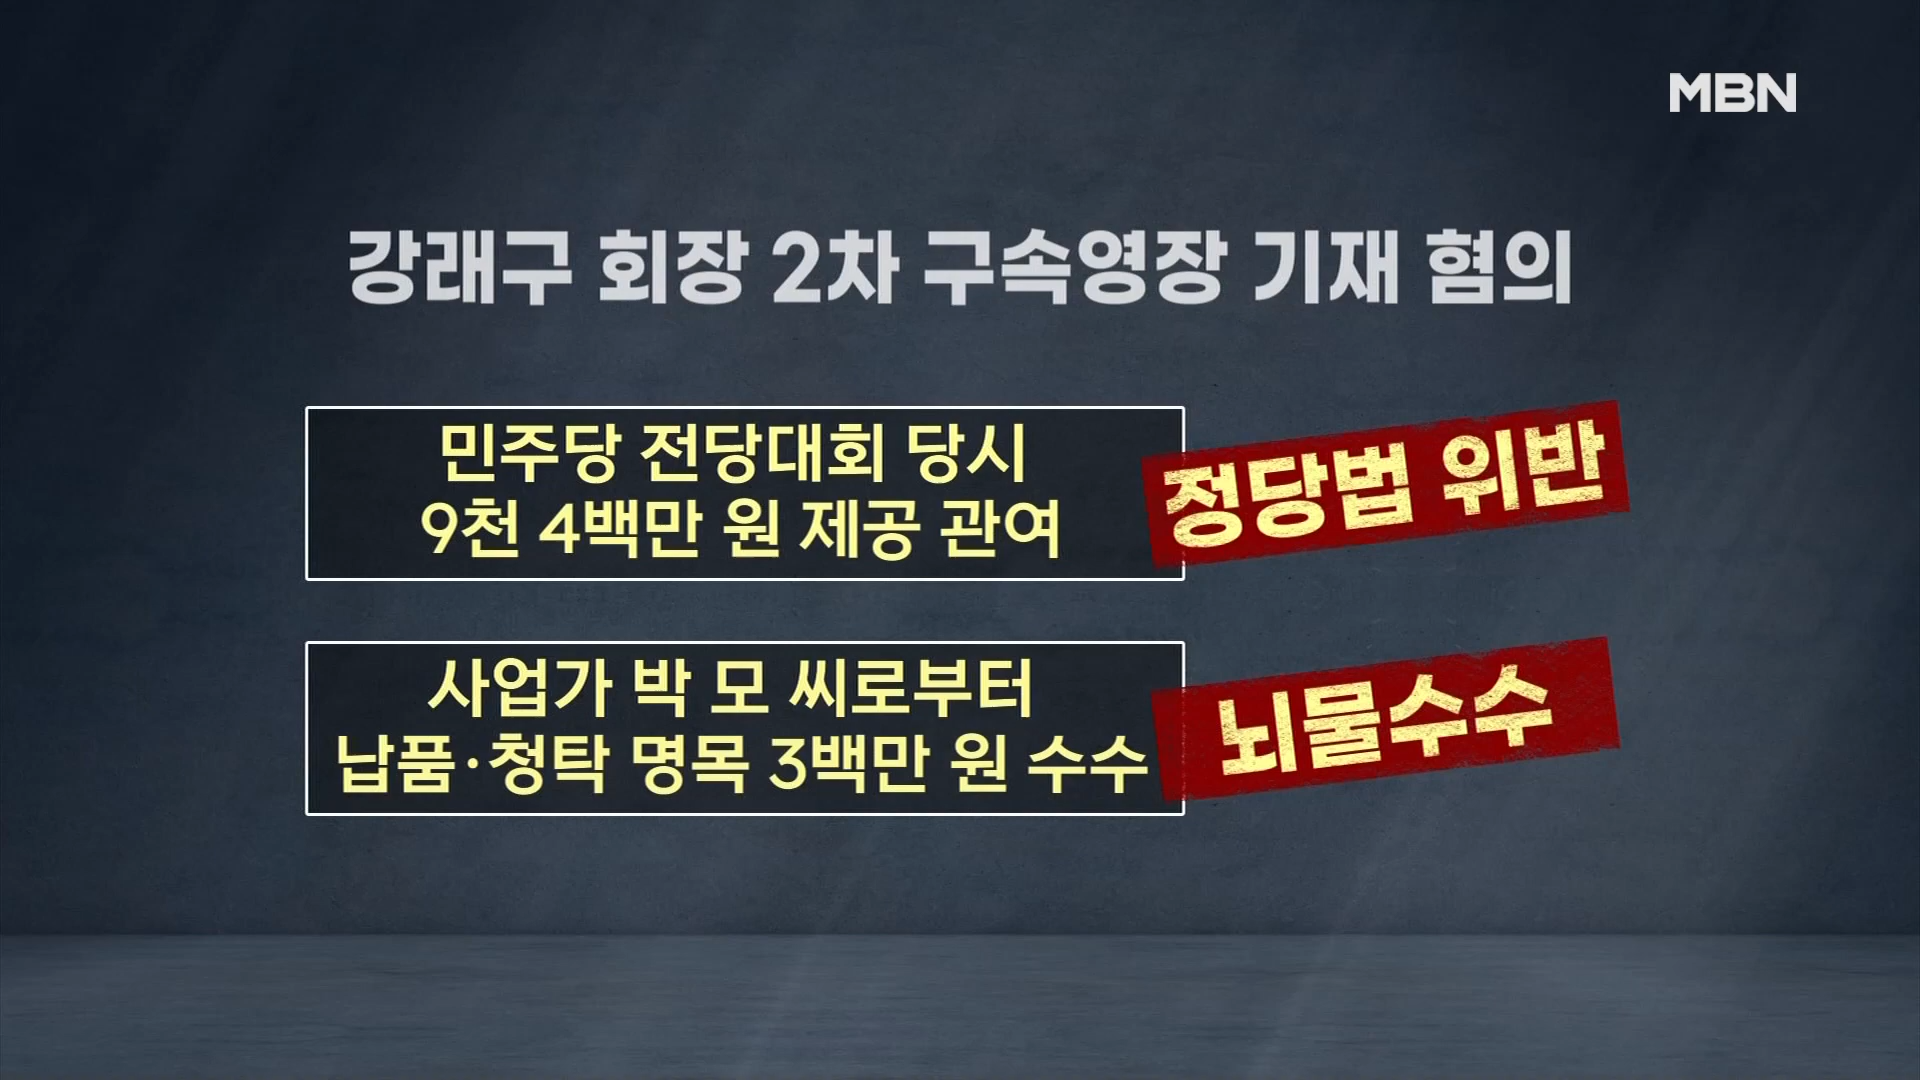 MBN
강래구 회장 2차 구속영장 기재 혐의
민주당 전당대회 당시
9천 4백만 원 제공 관여
정당법 위반
사업가 박 모 씨로부터
납품·청탁 명목 3백만 원 수수
뇌물수수